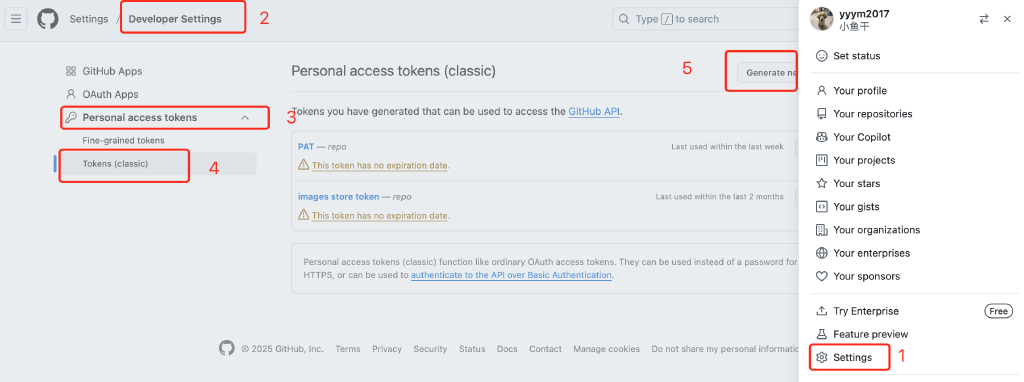 Settings / Developer Settings 2
Type / to search
GitHub Apps
OAuth Apps
Personal access tokens
3
Fine-grained tokens
Tokens (classic)
4
Personal access tokens (classic)
5
Generate ne
Tokens you have generated that can be used to access the GitHub API.
PAT — repo
Last used within the last week
This token has no expiration date.
images store token — repo
Last used within the last 2 months
This token has no expiration date.
Personal access tokens (classic) function like ordinary OAuth access tokens. They can be used instead of a password for
HTTPS, or can be used to authenticate to the API over Basic Authentication.
© 2025 GitHub, Inc. Terms Privacy Security Status Docs Contact Manage cookies Do not share my personal informatio
yyym2017
小鱼干
Set status
Your profile
Your repositories
Your Copilot
Your projects
Your stars
Your gists
Your organizations
Your enterprises
Your sponsors
Try Enterprise Free
Feature preview
Settings 1